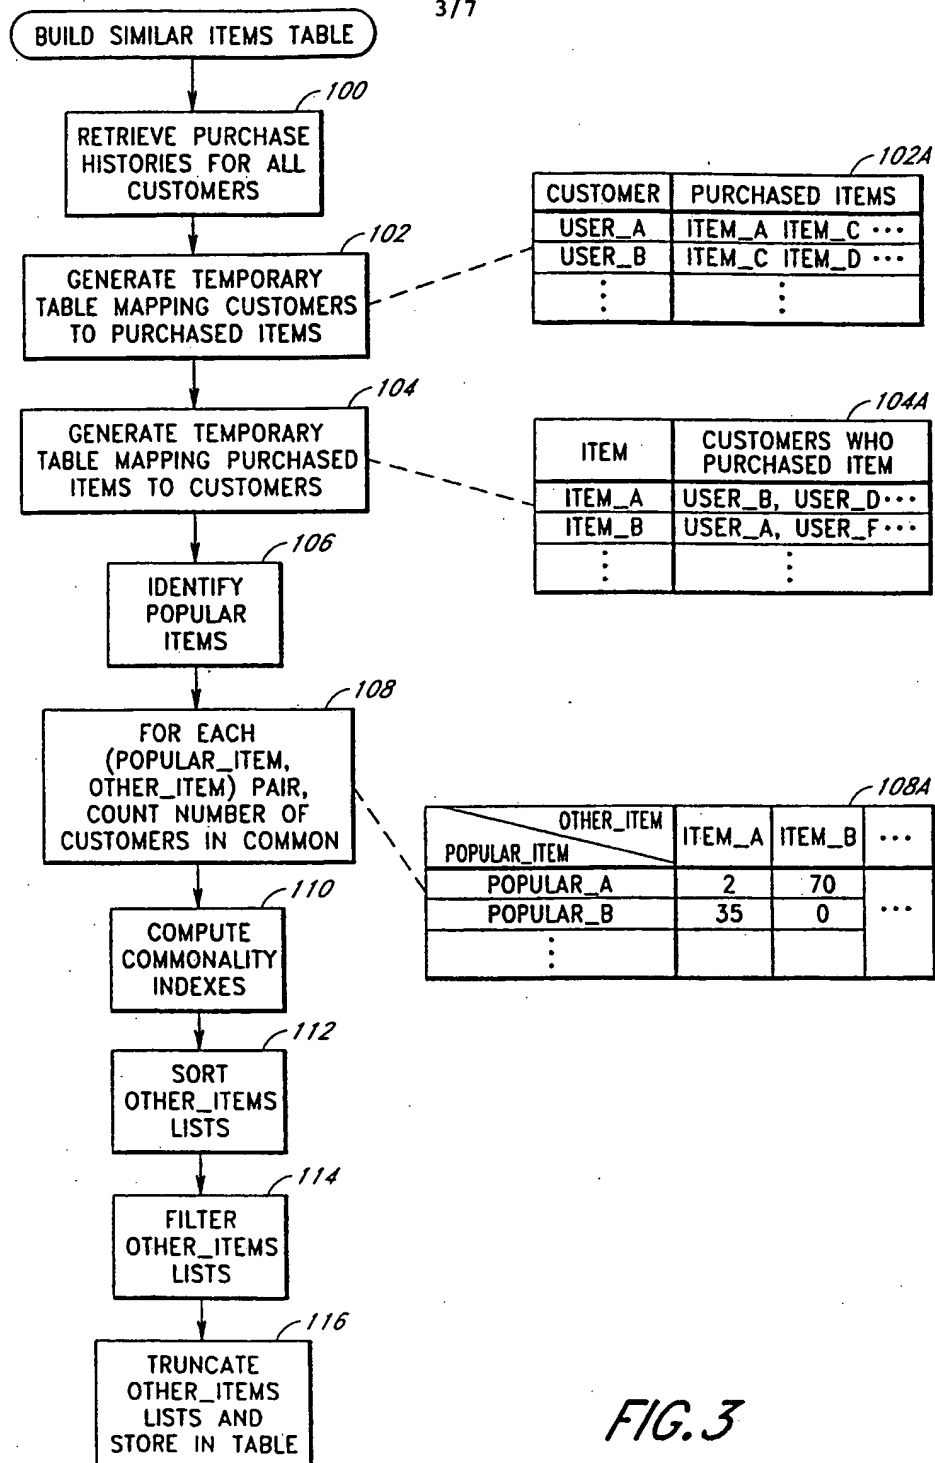 3/7
BUILD SIMILAR ITEMS TABLE
100
RETRIEVE PURCHASE
HISTORIES FOR ALL
CUSTOMERS
102
GENERATE TEMPORARY
TABLE MAPPING CUSTOMERS
TO PURCHASED ITEMS
102A
CUSTOMER PURCHASED ITEMS
USER_A ITEM_A ITEM_C ...
USER_B ITEM_C ITEM_D ...
104
GENERATE TEMPORARY
TABLE MAPPING PURCHASED
ITEMS TO CUSTOMERS
104A
ITEM
CUSTOMERS WHO
PURCHASED ITEM
ITEM_A USER_B, USER_D...
ITEM_B USER_A, USER_F...
106
IDENTIFY
POPULAR
ITEMS
108
FOR EACH
(POPULAR_ITEM,
OTHER_ITEM) PAIR,
COUNT NUMBER OF
CUSTOMERS IN COMMON
108A
OTHER_ITEM
POPULAR_ITEM
ITEM_A ITEM_B ...
POPULAR_A 2 70
POPULAR_B 35 0 ...
110
COMPUTE
COMMONALITY
INDEXES
112
SORT
OTHER_ITEMS
LISTS
114
FILTER
OTHER_ITEMS
LISTS
116
TRUNCATE
OTHER_ITEMS
LISTS AND
STORE IN TABLE
FIG. 3